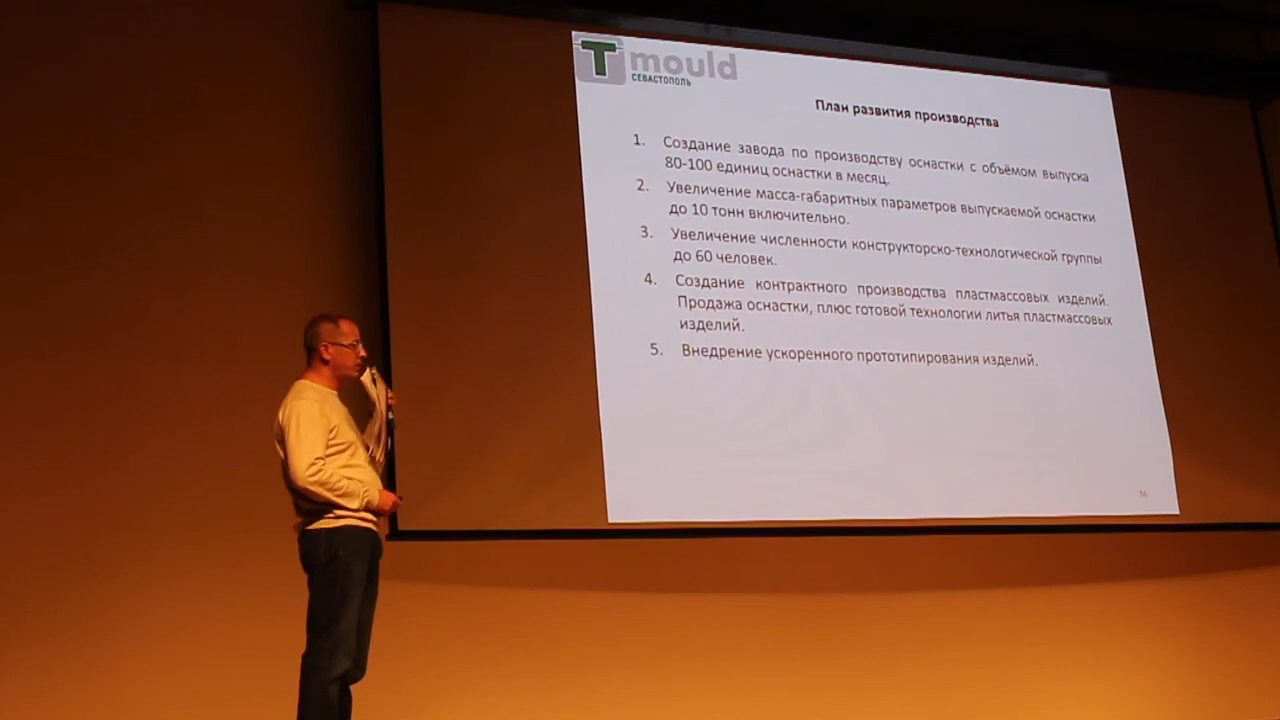 T mould
СЕВАСТОПОЛЬ
План развития производства
1. Создание завода по производству оснастки с объёмом выпуска
80-100 единиц оснастки в месяц.
2. Увеличение масса-габаритных параметров выпускаемой оснастки
до 10 тонн включительно.
3. Увеличение численности конструкторско-технологической группы
до 60 человек.
4. Создание контрактного производства пластмассовых изделий.
Продажа оснастки, плюс готовой технологии литья пластмассовых
изделий.
5. Внедрение ускоренного прототипирования изделий.